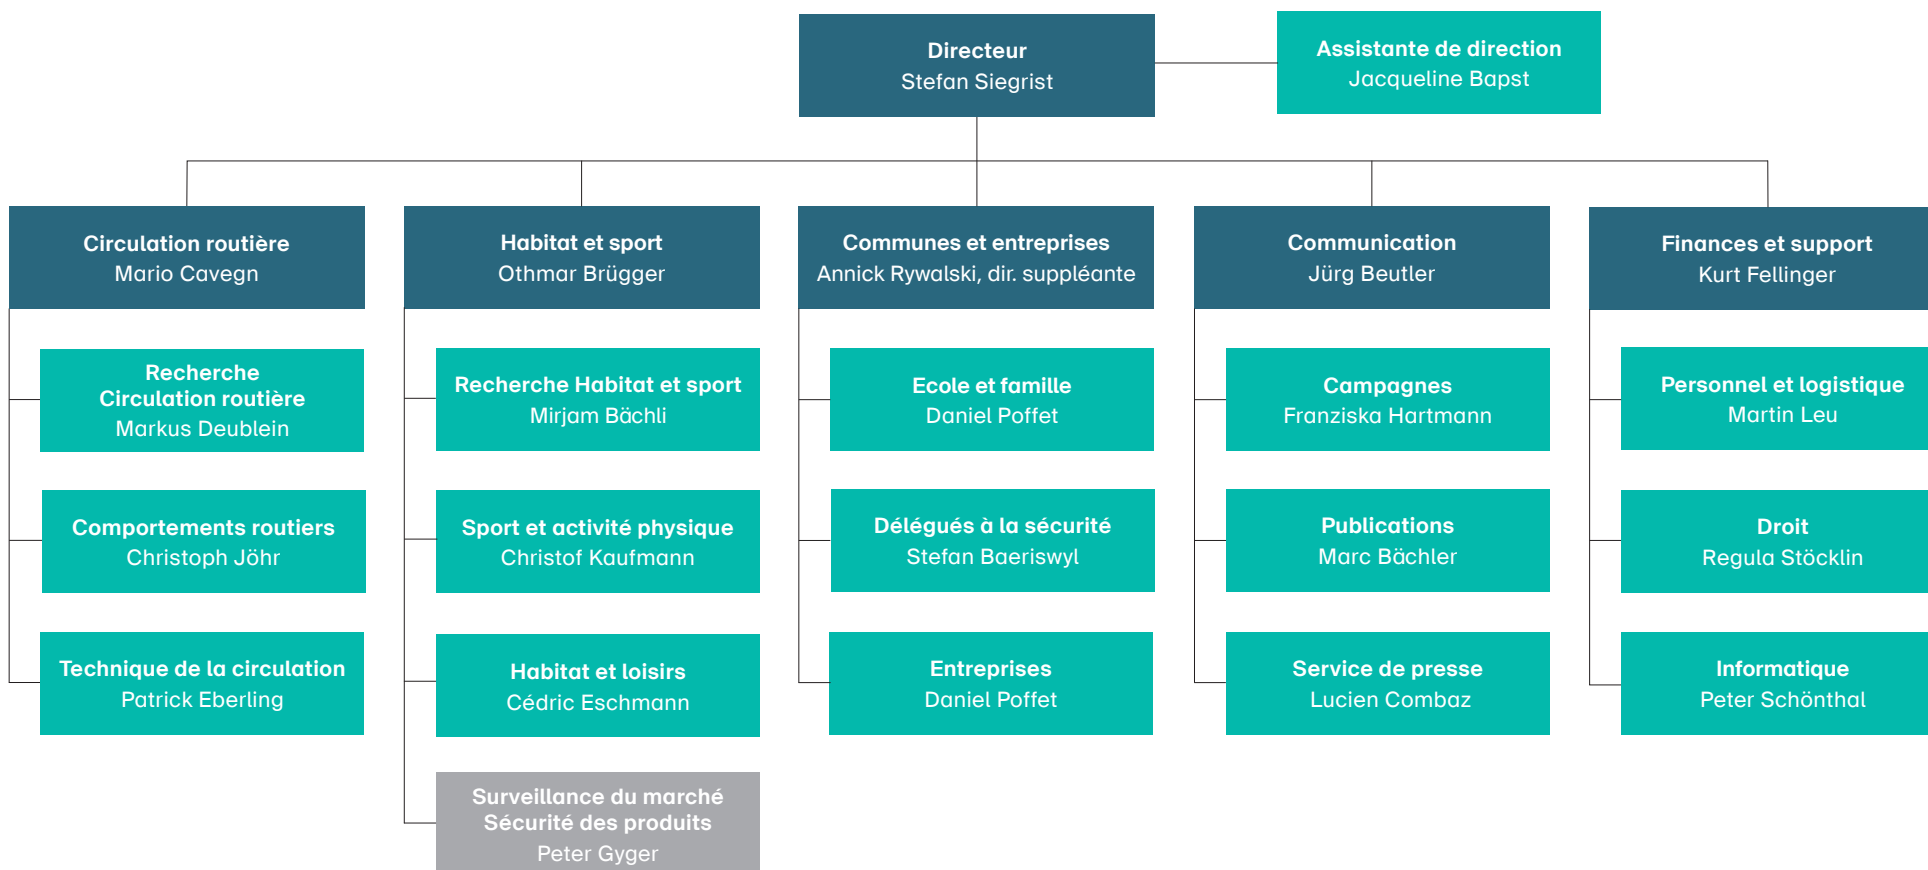 Directeur
Stefan Siegrist
Assistante de direction
Jacqueline Bapst
Circulation routière
Mario Cavegn
Recherche
Circulation routière
Markus Deublein
Comportements routiers
Christoph Jöhr
Technique de la circulation
Patrick Eberling
Habitat et sport
Othmar Brügger
Recherche Habitat et sport
Mirjam Bächli
Sport et activité physique
Christof Kaufmann
Habitat et loisirs
Cédric Eschmann
Surveillance du marché
Sécurité des produits
Peter Gyger
Communes et entreprises
Annick Rywalski, dir. suppléante
Ecole et famille
Daniel Poffet
Délégués à la sécurité
Stefan Baeriswyl
Entreprises
Daniel Poffet
Communication
Jürg Beutler
Campagnes
Franziska Hartmann
Publications
Marc Bächler
Service de presse
Lucien Combaz
Finances et support
Kurt Fellinger
Personnel et logistique
Martin Leu
Droit
Regula Stöcklin
Informatique
Peter Schönthal